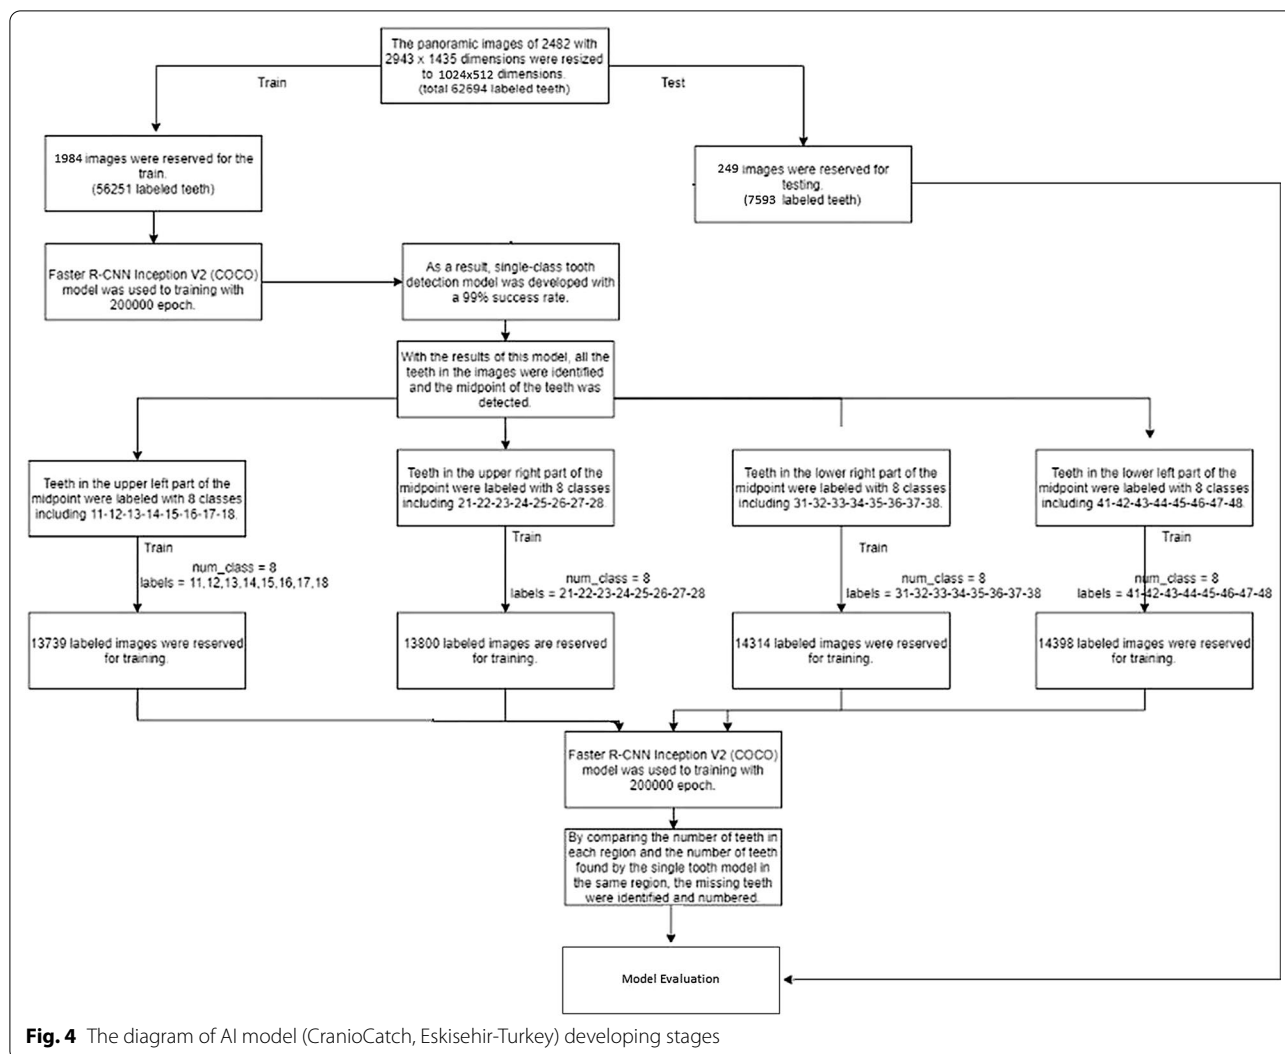 The panoramic images of 2482 with
2943 x 1435 dimensions were resized
to 1024x512 dimensions.
(total 62694 labeled teeth)
Train
Test
1984 images were reserved for the
train.
(56251 labeled teeth)
249 images were reserved for
testing.
(7593 labeled teeth)
Faster R-CNN Inception V2 (COCO)
model was used to training with
200000 epoch.
As a result, single-class tooth
detection model was developed with
a 99% success rate.
With the results of this model, all the
teeth in the images were identified
and the midpoint of the teeth was
detected.
Teeth in the upper left part of the
midpoint were labeled with 8 classes
including 11-12-13-14-15-16-17-18.
Teeth in the upper right part of the
midpoint were labeled with 8 classes
including 21-22-23-24-25-26-27-28.
Teeth in the lower right part of the
midpoint were labeled with 8 classes
including 31-32-33-34-35-36-37-38.
Teeth in the lower left part of the
midpoint were labeled with 8 classes
including 41-42-43-44-45-46-47-48.
Train
num_class = 8
labels = 11,12,13,14,15,16,17,18
Train
num_class = 8
labels = 21-22-23-24-25-26-27-28
Train
num_class = 8
labels = 31-32-33-34-35-36-37-38
Train
num_class = 8
labels = 41-42-43-44-45-46-47-48
13739 labeled images were reserved
for training.
13800 labeled images are reserved
for training.
14314 labeled images were reserved
for training.
14398 labeled images were reserved
for training.
Faster R-CNN Inception V2 (COCO)
model was used to training with
200000 epoch.
By comparing the number of teeth in
each region and the number of teeth
found by the single tooth model in
the same region, the missing teeth
were identified and numbered.
Model Evaluation
Fig. 4 The diagram of AI model (CranioCatch, Eskisehir-Turkey) developing stages